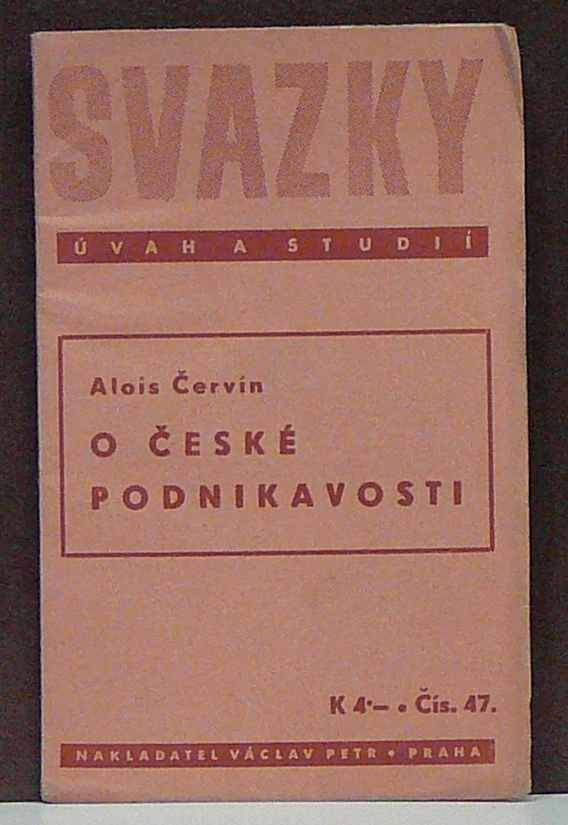 SVAZKY
ÚVAH A STUDIÍ
Alois Červín
O ČESKÉ
PODNIKAVOSTI
K 4·— • Čís. 47.
NAKLADATEL VÁCLAV PETR • PRAHA